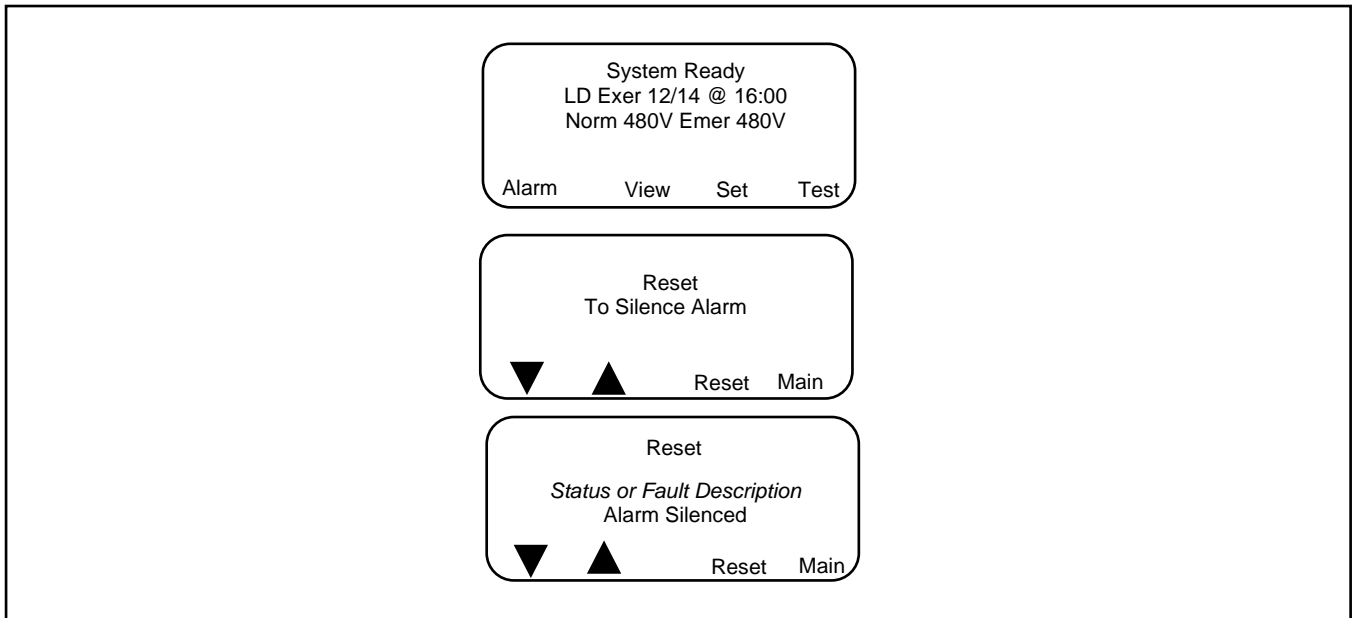 System Ready
LD Exer 12/14 @ 16:00
Norm 480V Emer 480V
Alarm View Set Test
Reset
To Silence Alarm
Reset Main
Reset
Status or Fault Description
Alarm Silenced
Reset Main